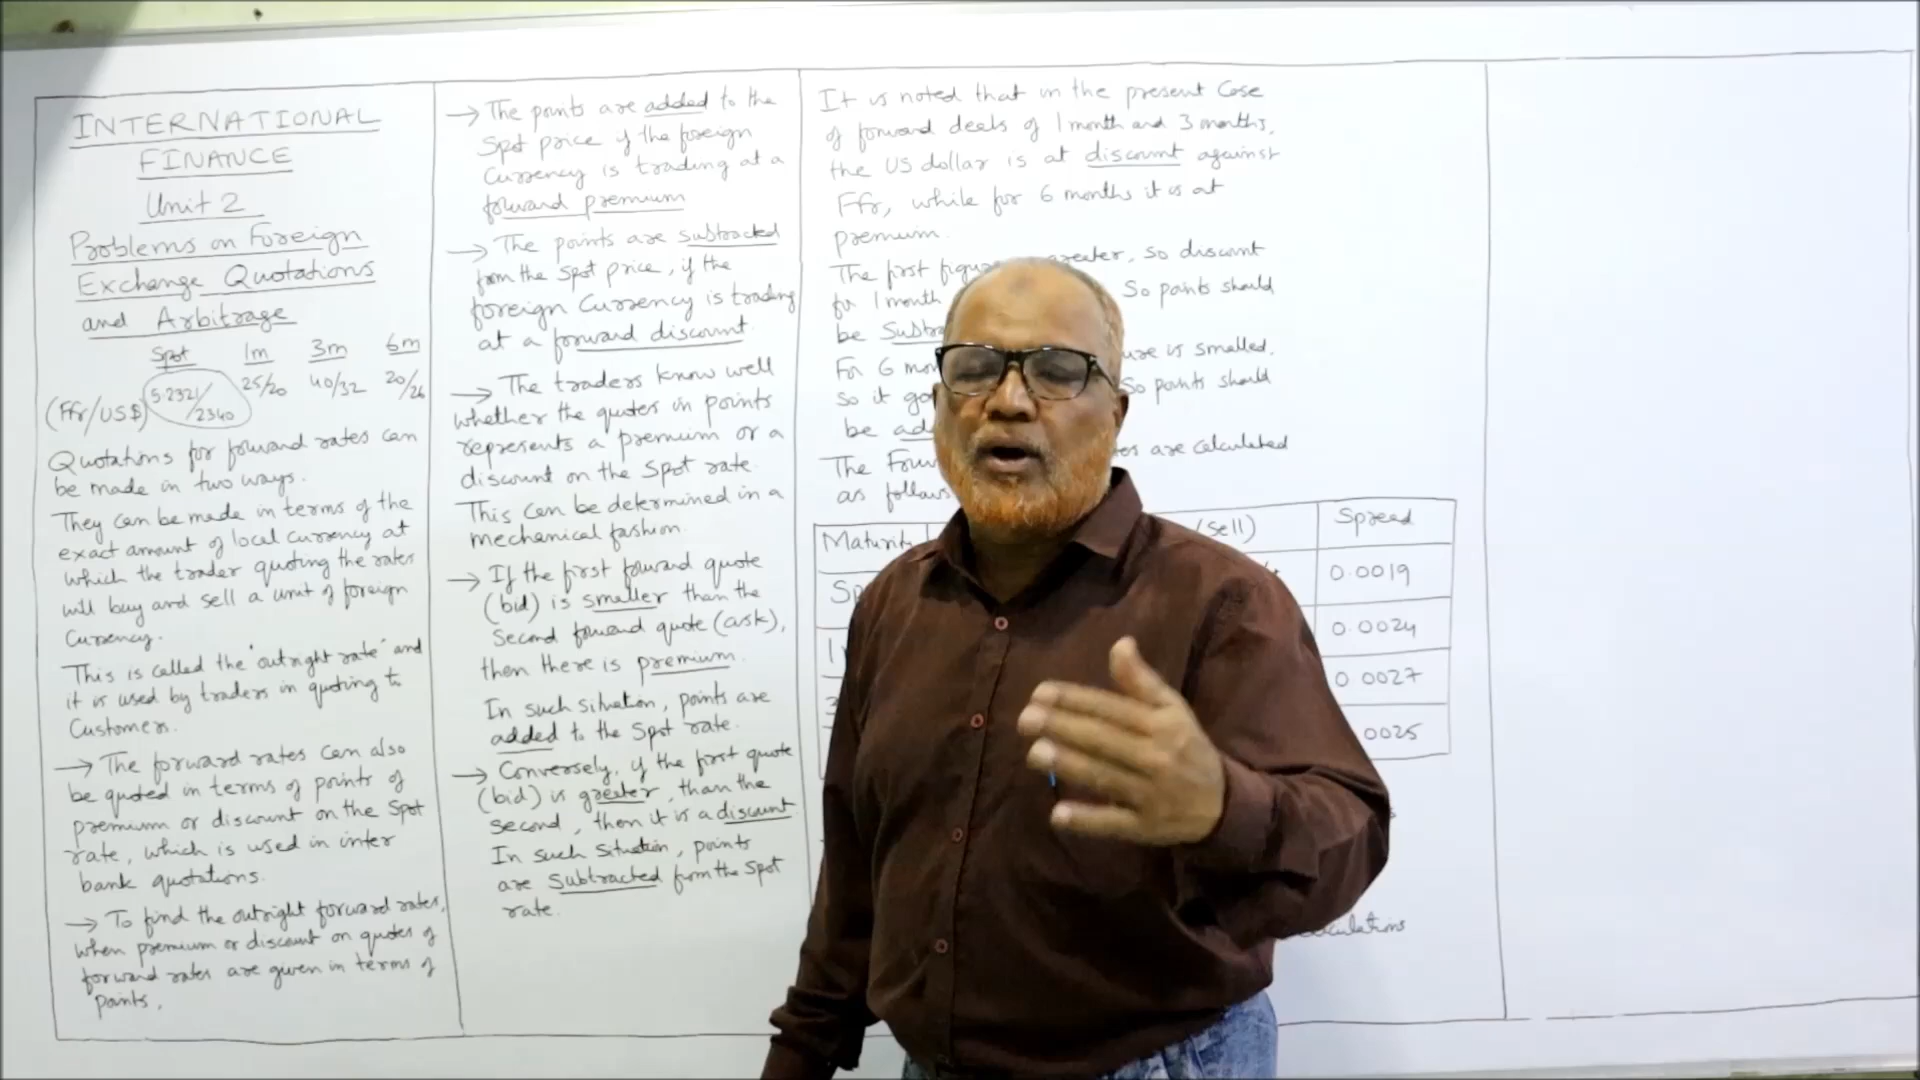 INTERNATIONAL
FINANCE
Unit 2
Problems on Foreign
Exchange Quotations
and Arbitrage
Spot 1m 3m 6m
(Ffr/US$) 5.2321/2340 25/20 40/32 20/26
Quotations for forward rates can
be made in two ways.
They can be made in terms of the
exact amount of local currency at
which the trader quoting the rates
will buy and sell a unit of foreign
Currency.
This is called the "outright rate" and
it is used by traders in quoting to
Customers.
→ The forward rates can also
be quoted in terms of points of
premium or discount on the Spot
rate, which is used in inter
bank quotations.
→ To find the outright forward rates,
when premium or discount on quotes of
forward rates are given in terms of
points,
→ The points are added to the
Spot price if the foreign
Currency is trading at a
forward premium
→ The points are subtracted
from the spot price, if the
foreign Currency is trading
at a forward discount.
→ The traders know well
whether the quotes in points
represents a premium or a
discount on the Spot rate.
This can be determined in a
mechanical fashion.
→ If the first forward quote
(bid) is smaller than the
Second forward quote (ask),
then there is premium.
In such situation, points are
added to the Spot rate.
→ Conversely, if the first quote
(bid) is greater, than the
second, then it is a discount.
In such Situation, points
are Subtracted from the Spot
rate.
It is noted that in the present Case
of forward deals of 1 month and 3 months,
the US dollar is at discount against
Ffr, while for 6 months it is at
premium.
The first greater, so discount
for 1 month So points should
be
For 6 is smaller.
so it So points should
be
The are calculated
as follows
Maturity (Sell) Spread
0.0019
0.0024
0.0027
0025